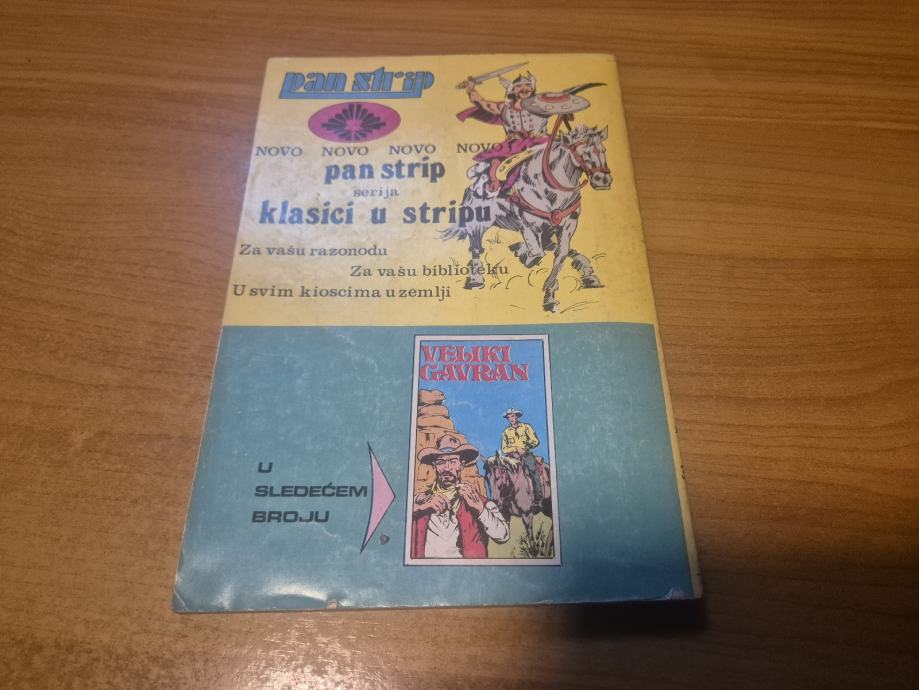 pan strip
NOVO NOVO NOVO NOVO
pan strip
serija
klasici u stripu
Za vašu razonodu
Za vašu biblioteku
U svim kioscima u zemlji
VELIKI
GAVRAN
U
SLEDEĆEM
BROJU